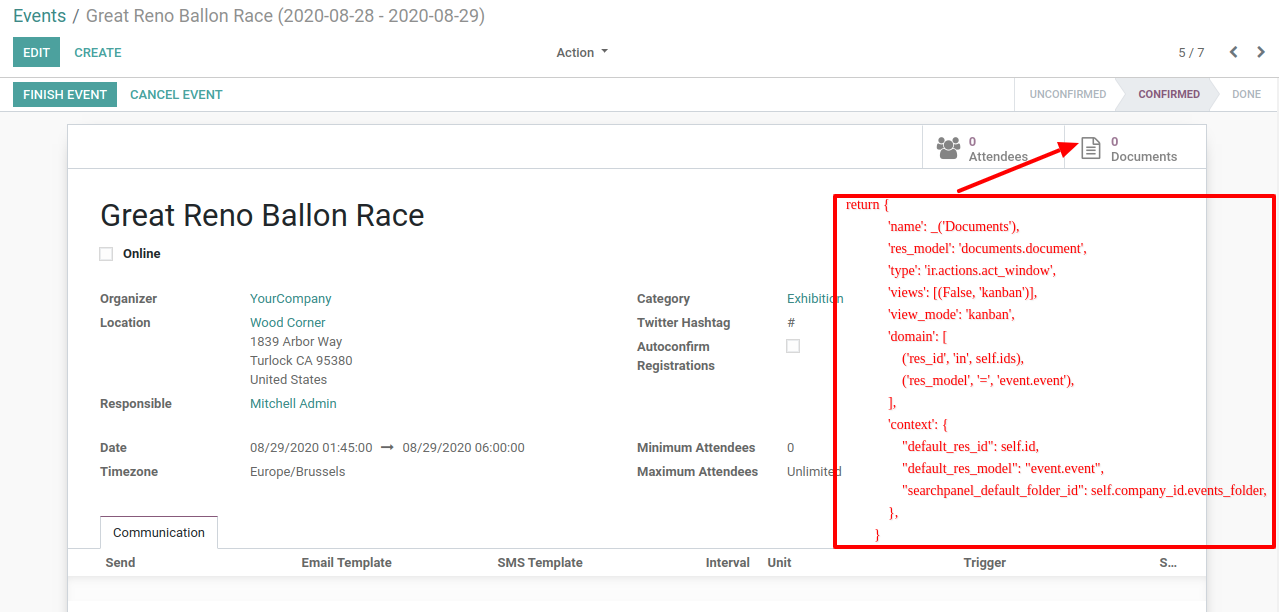 Events / Great Reno Ballon Race (2020-08-28 - 2020-08-29)
EDIT CREATE Action 5 / 7
FINISH EVENT CANCEL EVENT UNCONFIRMED CONFIRMED DONE
0 Attendees
0 Documents
Great Reno Ballon Race
Online
Organizer YourCompany
Location Wood Corner
1839 Arbor Way
Turlock CA 95380
United States
Responsible Mitchell Admin
Category Exhibition
Twitter Hashtag #
Autoconfirm
Registrations
Date 08/29/2020 01:45:00 → 08/29/2020 06:00:00
Timezone Europe/Brussels
Minimum Attendees 0
Maximum Attendees Unlimited
return {
'name': _('Documents'),
'res_model': 'documents.document',
'type': 'ir.actions.act_window',
'views': [(False, 'kanban')],
'view_mode': 'kanban',
'domain': [
('res_id', 'in', self.ids),
('res_model', '=', 'event.event'),
],
'context': {
"default_res_id": self.id,
"default_res_model": "event.event",
"searchpanel_default_folder_id": self.company_id.events_folder,
},
}
Communication
Send Email Template SMS Template Interval Unit Trigger S...